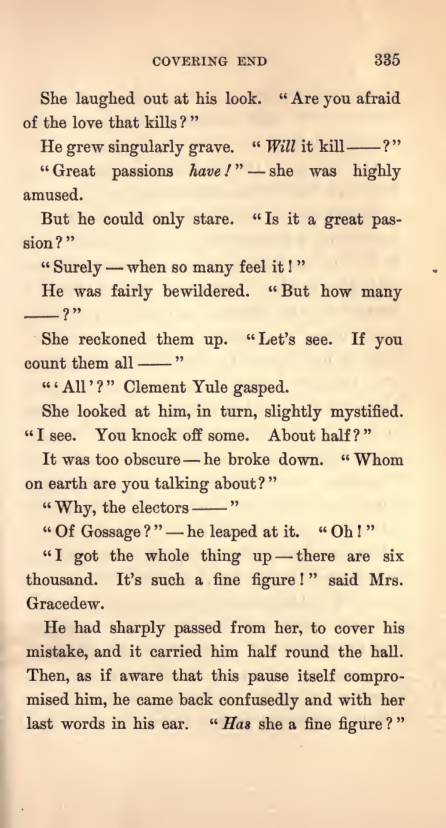 COVERING END 335
She laughed out at his look. “Are you afraid
of the love that kills?”
He grew singularly grave. “Will it kill——?”
“Great passions have!”—she was highly
amused.
But he could only stare. “Is it a great pas-
sion?”
“Surely—when so many feel it!”
He was fairly bewildered. “But how many
——?”
She reckoned them up. “Let's see. If you
count them all ——”
“‘All’?” Clement Yule gasped.
She looked at him, in turn, slightly mystified.
“I see. You knock off some. About half?”
It was too obscure—he broke down. “Whom
on earth are you talking about?”
“Why, the electors——”
“Of Gossage?”—he leaped at it. “Oh!”
“I got the whole thing up—there are six
thousand. It's such a fine figure!” said Mrs.
Gracedew.
He had sharply passed from her, to cover his
mistake, and it carried him half round the hall.
Then, as if aware that this pause itself compro-
mised him, he came back confusedly and with her
last words in his ear. “Has she a fine figure?”